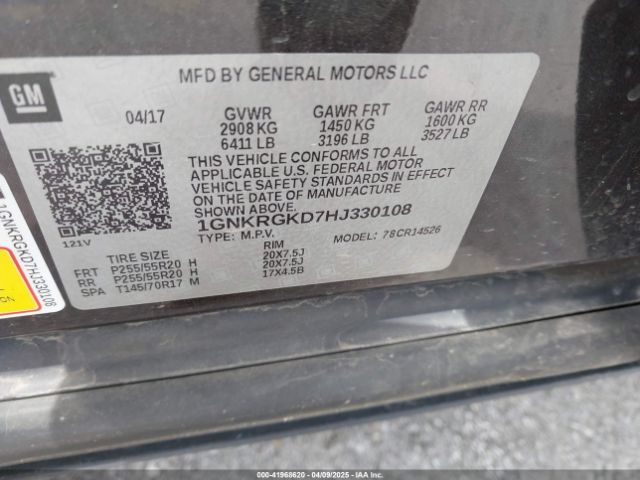 GM
MFD BY GENERAL MOTORS LLC
04/17 GVWR GAWR FRT GAWR RR
2908 KG 1450 KG 1600 KG
6411 LB 3196 LB 3527 LB
THIS VEHICLE CONFORMS TO ALL
APPLICABLE U.S. FEDERAL MOTOR
VEHICLE SAFETY STANDARDS IN EFFECT
ON THE DATE OF MANUFACTURE
SHOWN ABOVE.
1GNKRGKD7HJ330108
121V TYPE: M.P.V. MODEL: 78CR14526
TIRE SIZE RIM
FRT P255/55R20 H 20X7.5J
RR P255/55R20 H 20X7.5J
SPA T145/70R17 M 17X4.5B
1GNKRGKD7HJ330108
000-41968620 - 04/09/2025 - IAAI.COM